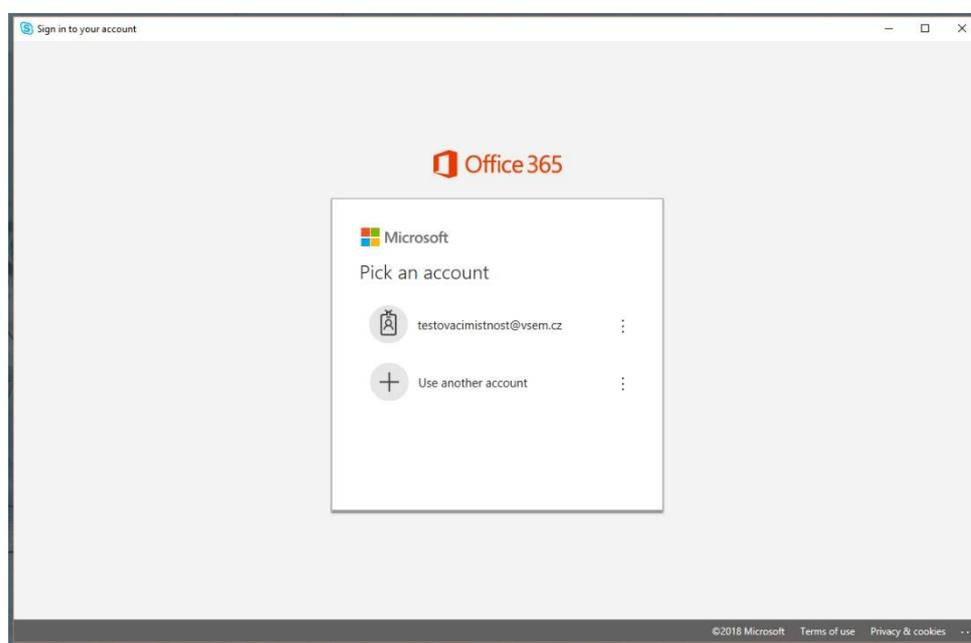 Sign in to your account
Office 365
Microsoft
Pick an account
testovacimistnost@vsem.cz
Use another account
©2018 Microsoft Terms of use Privacy & cookies ...